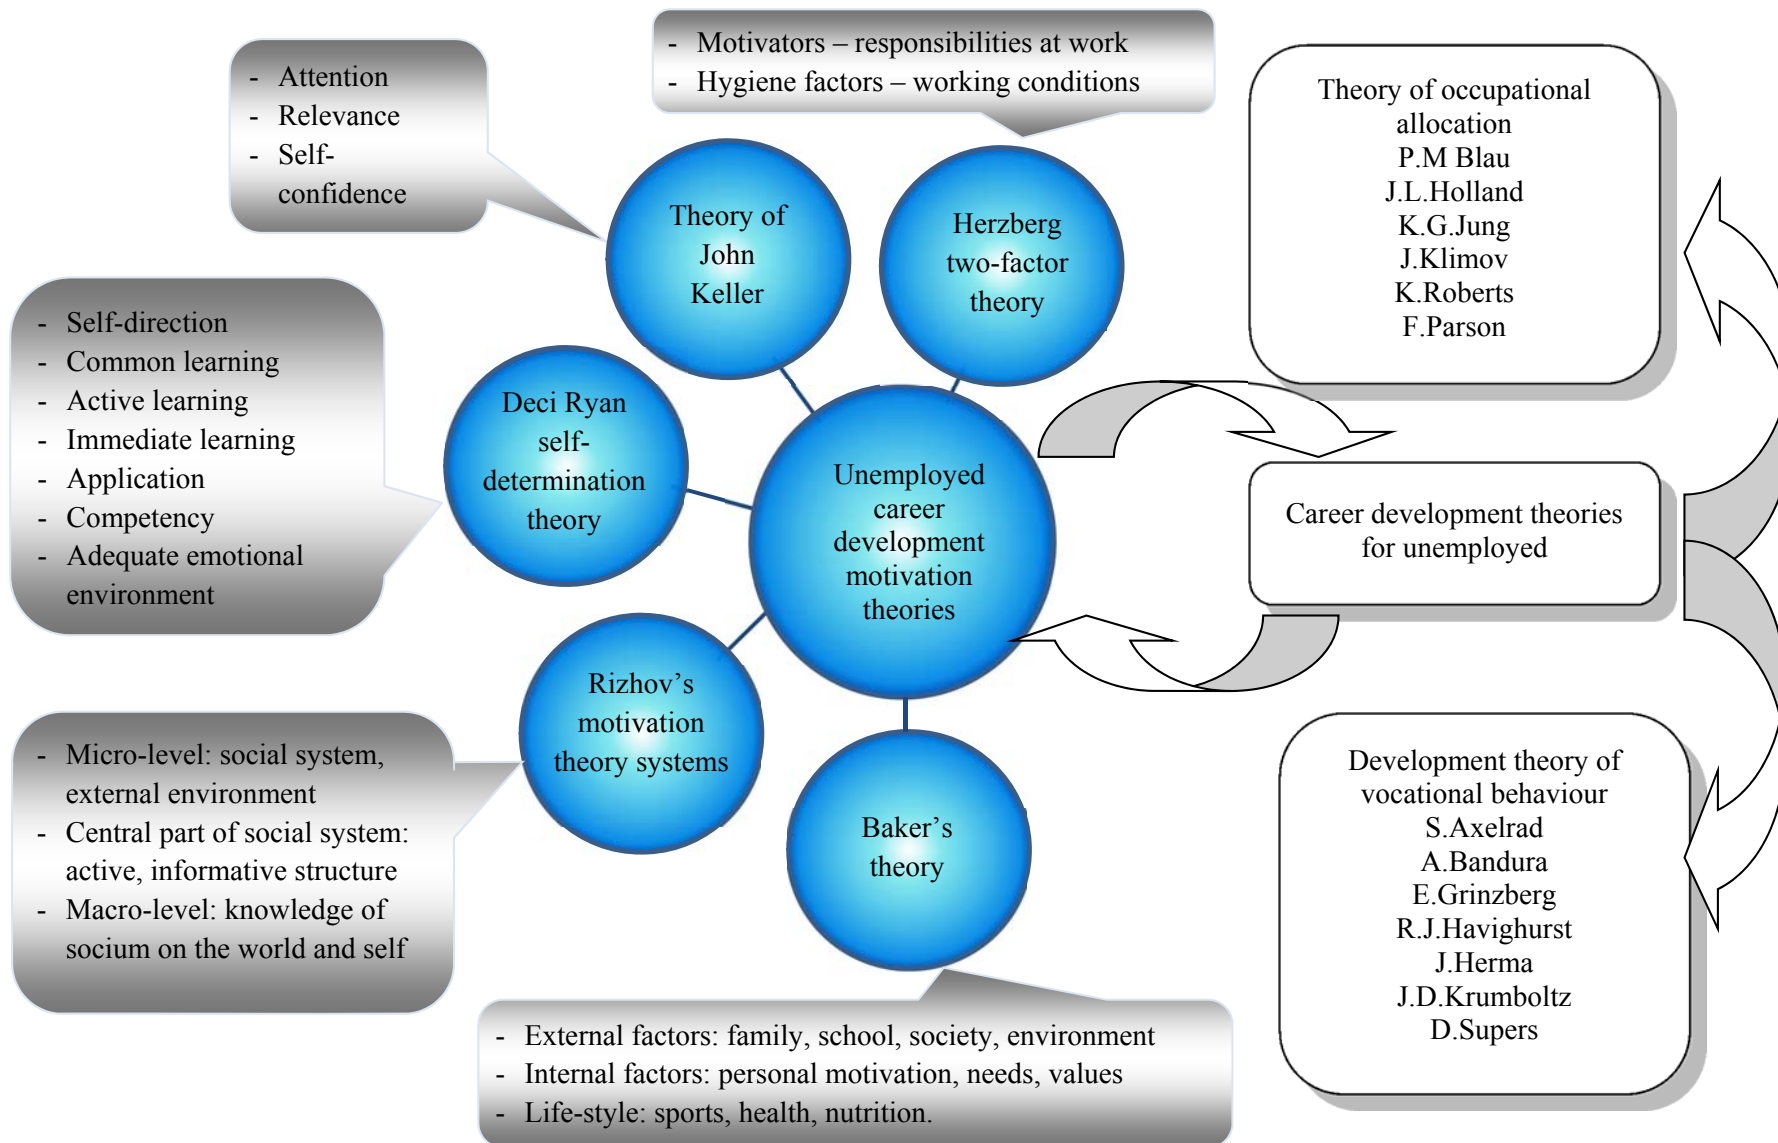 - Motivators – responsibilities at work
- Hygiene factors – working conditions
- Attention
- Relevance
- Self-
confidence
Theory of
John
Keller
Herzberg
two-factor
theory
Theory of occupational
allocation
P.M Blau
J.L.Holland
K.G.Jung
J.Klimov
K.Roberts
F.Parson
- Self-direction
- Common learning
- Active learning
- Immediate learning
- Application
- Competency
- Adequate emotional
environment
Deci Ryan
self-
determination
theory
Unemployed
career
development
motivation
theories
Career development theories
for unemployed
Rizhov’s
motivation
theory systems
- Micro-level: social system,
external environment
- Central part of social system:
active, informative structure
- Macro-level: knowledge of
socium on the world and self
Baker’s
theory
Development theory of
vocational behaviour
S.Axelrad
A.Bandura
E.Grinzberg
R.J.Havighurst
J.Herma
J.D.Krumboltz
D.Supers
- External factors: family, school, society, environment
- Internal factors: personal motivation, needs, values
- Life-style: sports, health, nutrition.